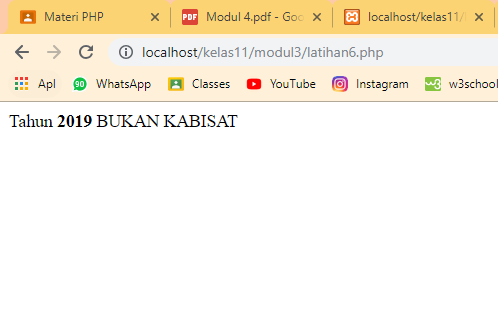 Materi PHP
Modul 4.pdf - Goo
localhost/kelas11/
localhost/kelas11/modul3/latihan6.php
Apl
90
WhatsApp
Classes
YouTube
Instagram
w3school
Tahun 2019 BUKAN KABISAT